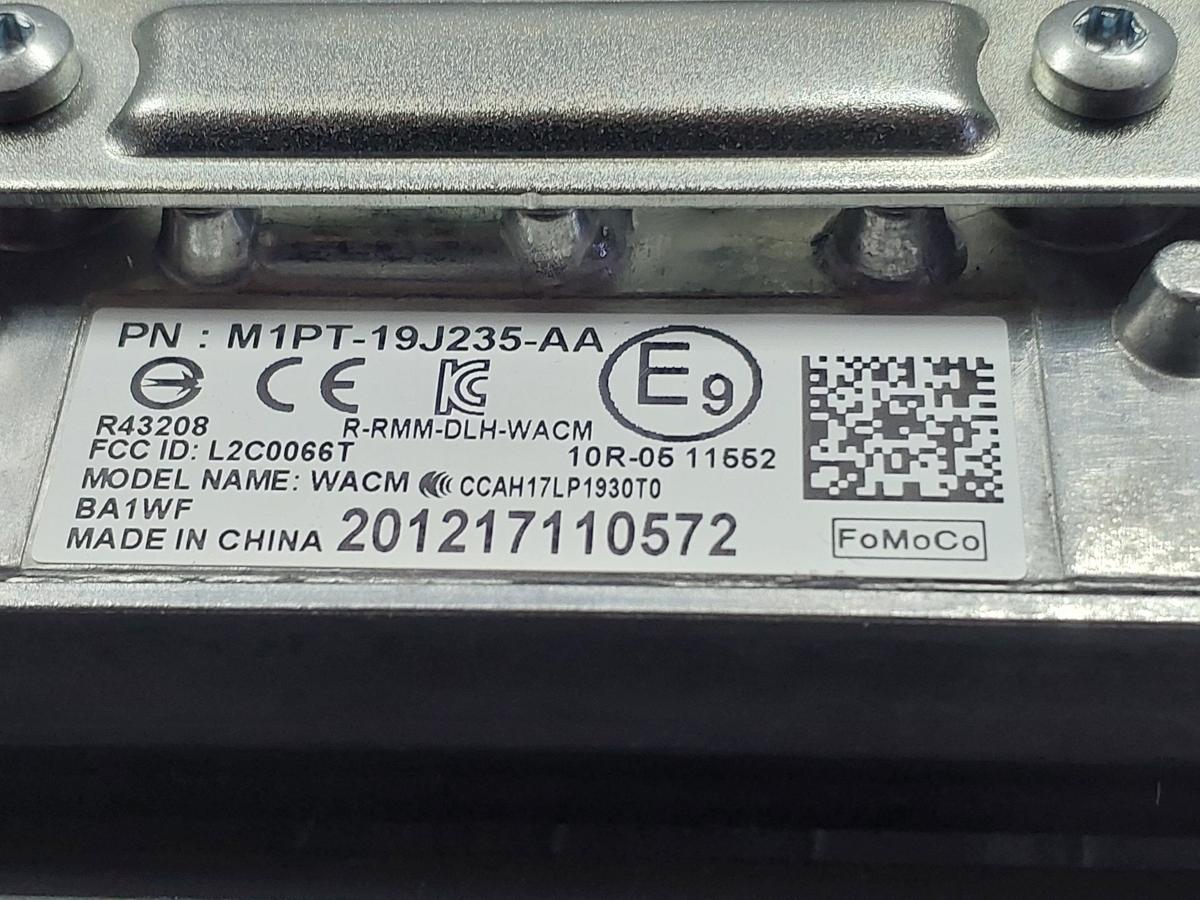 PN : M1PT-19J235-AA
CE
E9
R43208
R-RMM-DLH-WACM
FCC ID: L2C0066T
10R-05 11552
MODEL NAME: WACM CCAH17LP1930T0
BA1WF
MADE IN CHINA 201217110572
FoMoCo